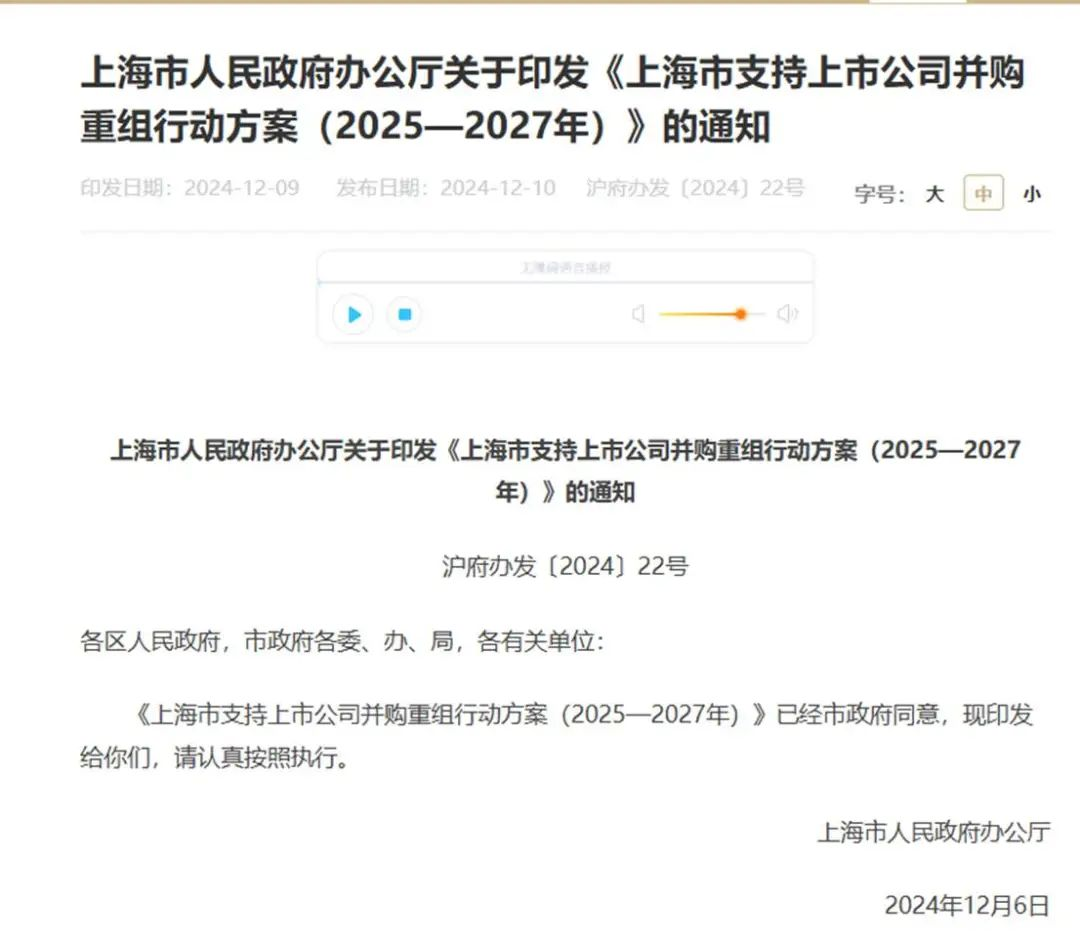 上海市人民政府办公厅关于印发《上海市支持上市公司并购
重组行动方案（2025—2027年）》的通知
印发日期：2024-12-09 发布日期：2024-12-10 沪府办发〔2024〕22号 字号：大 中 小
无障碍语音播报
上海市人民政府办公厅关于印发《上海市支持上市公司并购重组行动方案（2025—2027
年）》的通知
沪府办发〔2024〕22号
各区人民政府，市政府各委、办、局，各有关单位：
《上海市支持上市公司并购重组行动方案（2025—2027年）》已经市政府同意，现印发
给你们，请认真按照执行。
上海市人民政府办公厅
2024年12月6日